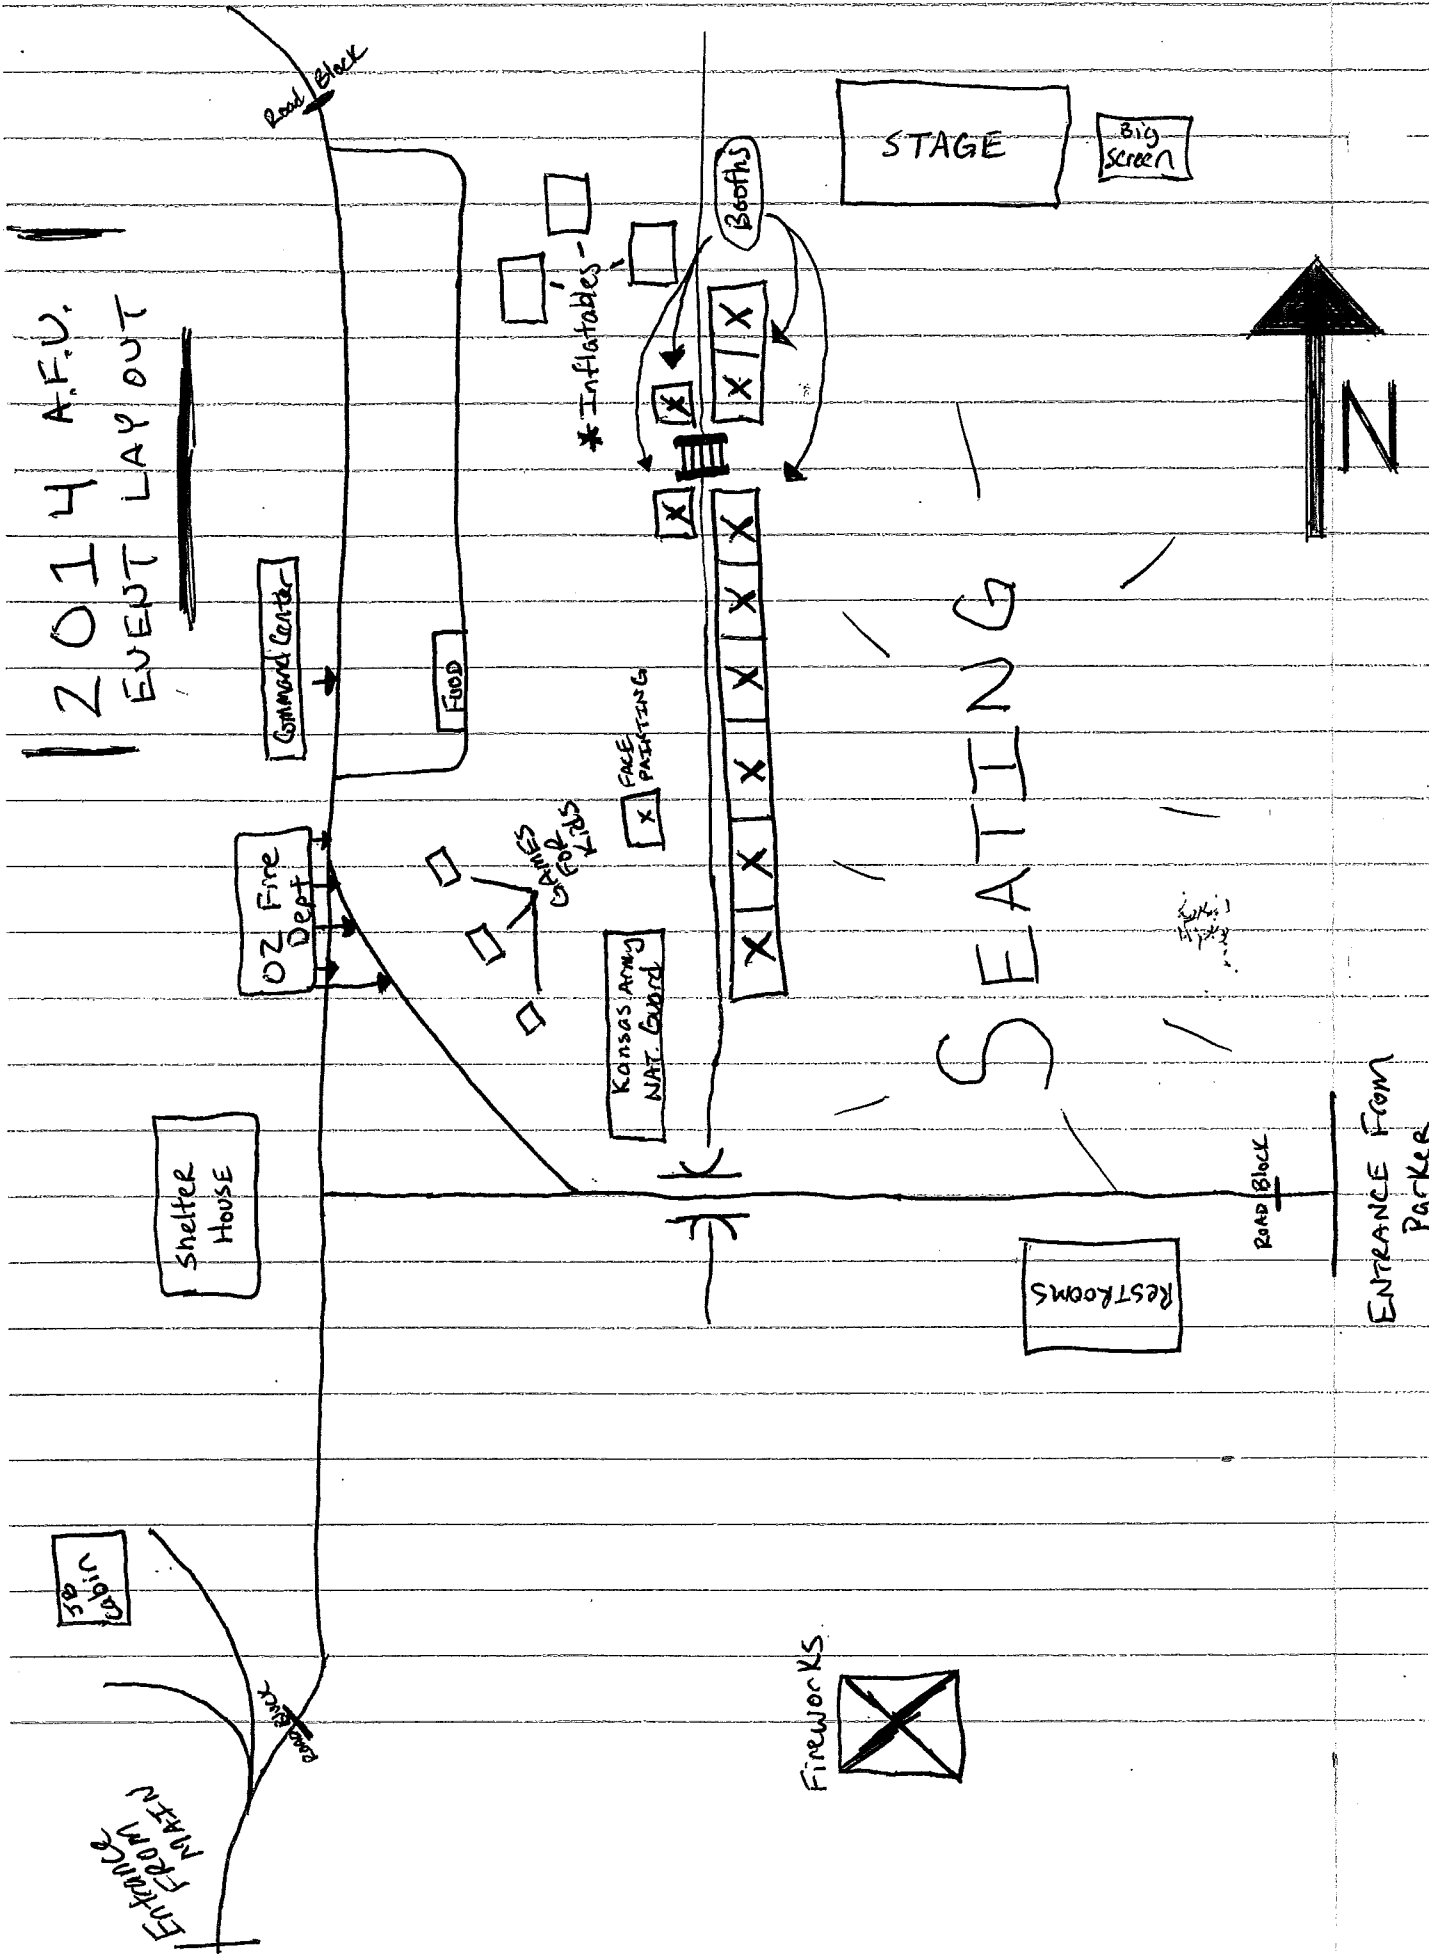 2014 A.F.V.
EVENT LAY OUT
Road Block
STAGE
Big
Screen
Booths
*Inflatables
X
X
X
X
N
Command Center
FOOD
X
X
X
X
X
X
FACE
PAINTING
X
GAMES
FOR
KIDS
OZ Fire
Dept
Kansas Army
NAT. Guard
SEATING
Shelter
House
RESTROOMS
ROAD Block
ENTRANCE From
Parker
JB
Cabin
ROAD Block
Entrance
FROM
MAIN
Fireworks